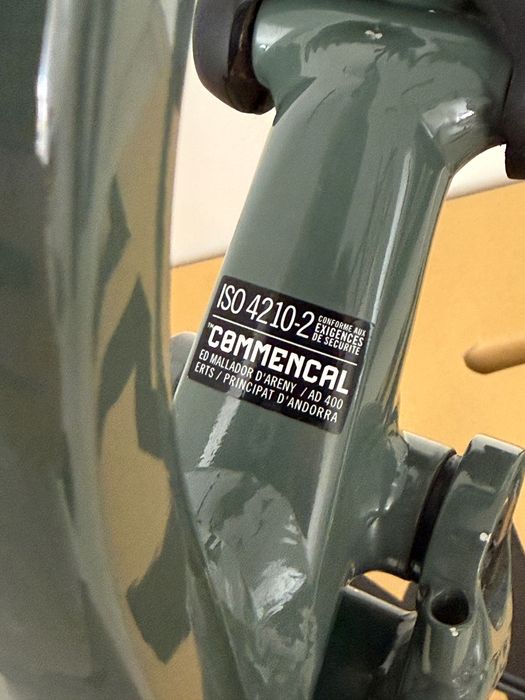 ISO 4210-2 CONFORME AUX
EXIGENCES
DE SÉCURITÉ
COMMENCAL
ED MALLADOR D'ARENY / AD 400
ERTS / PRINCIPAT D'ANDORRA